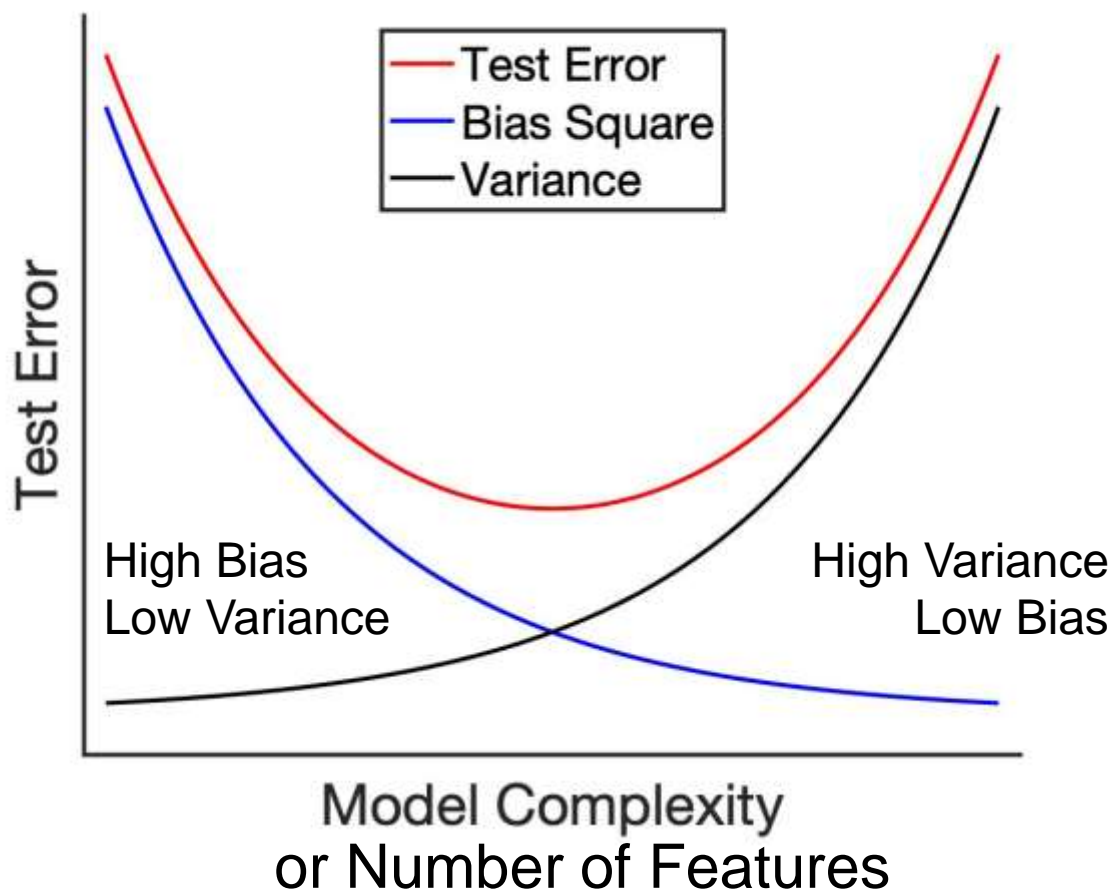 Test Error
Bias Square
Variance
Test Error
High Bias
Low Variance
High Variance
Low Bias
Model Complexity
or Number of Features